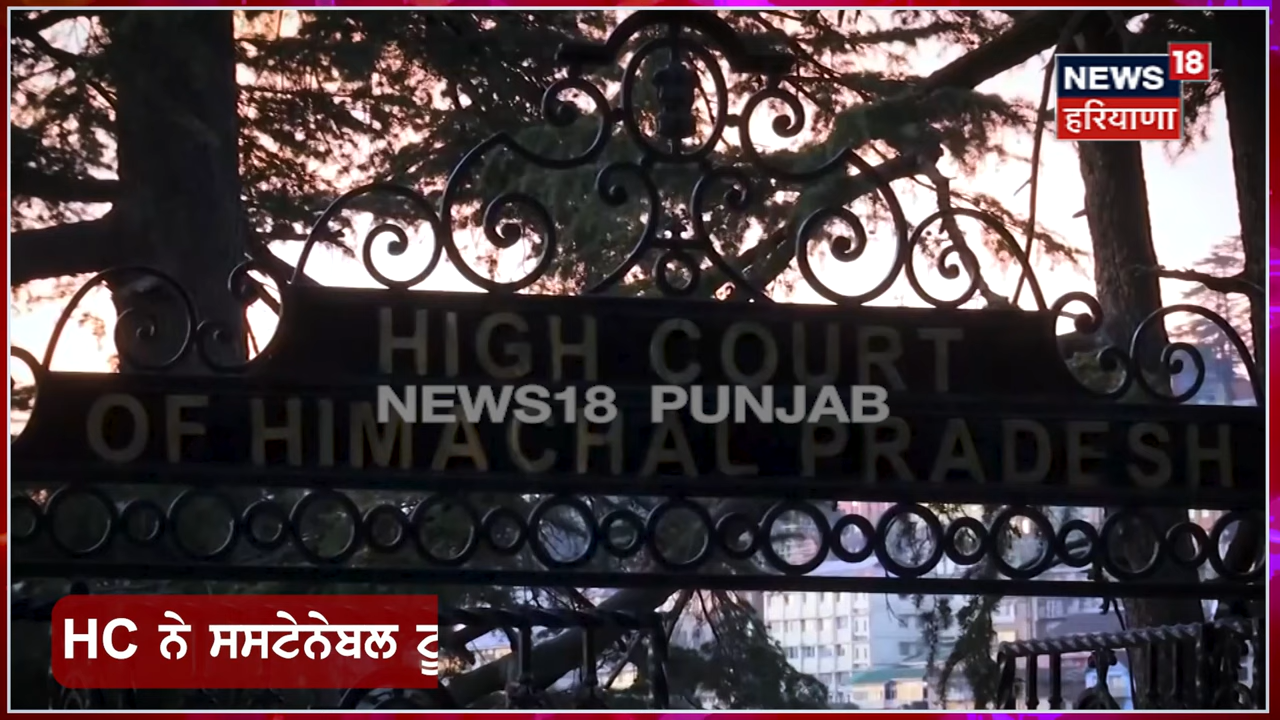 NEWS 18
हरियाणा
HIGH COURT
NEWS18 PUNJAB
OF HIMACHAL PRADESH
HC ਨੇ ਸਸਟੇਨੇਬਲ